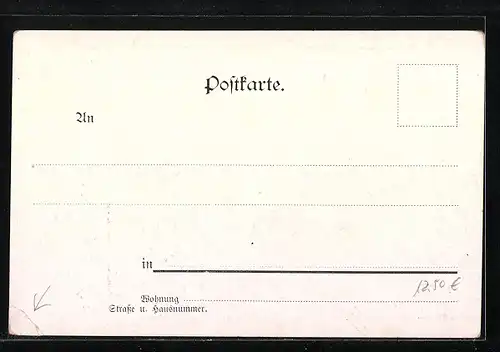 Postkarte.
An
in
Wohnung
Straße u. Hausnummer.
12.50 €